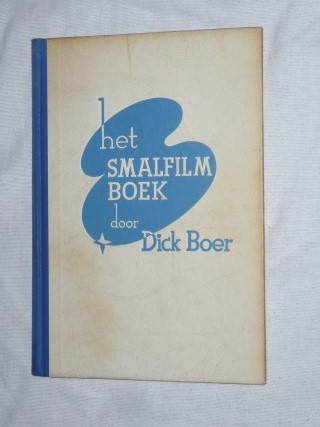 het
SMALFILM
BOEK
door
Dick Boer